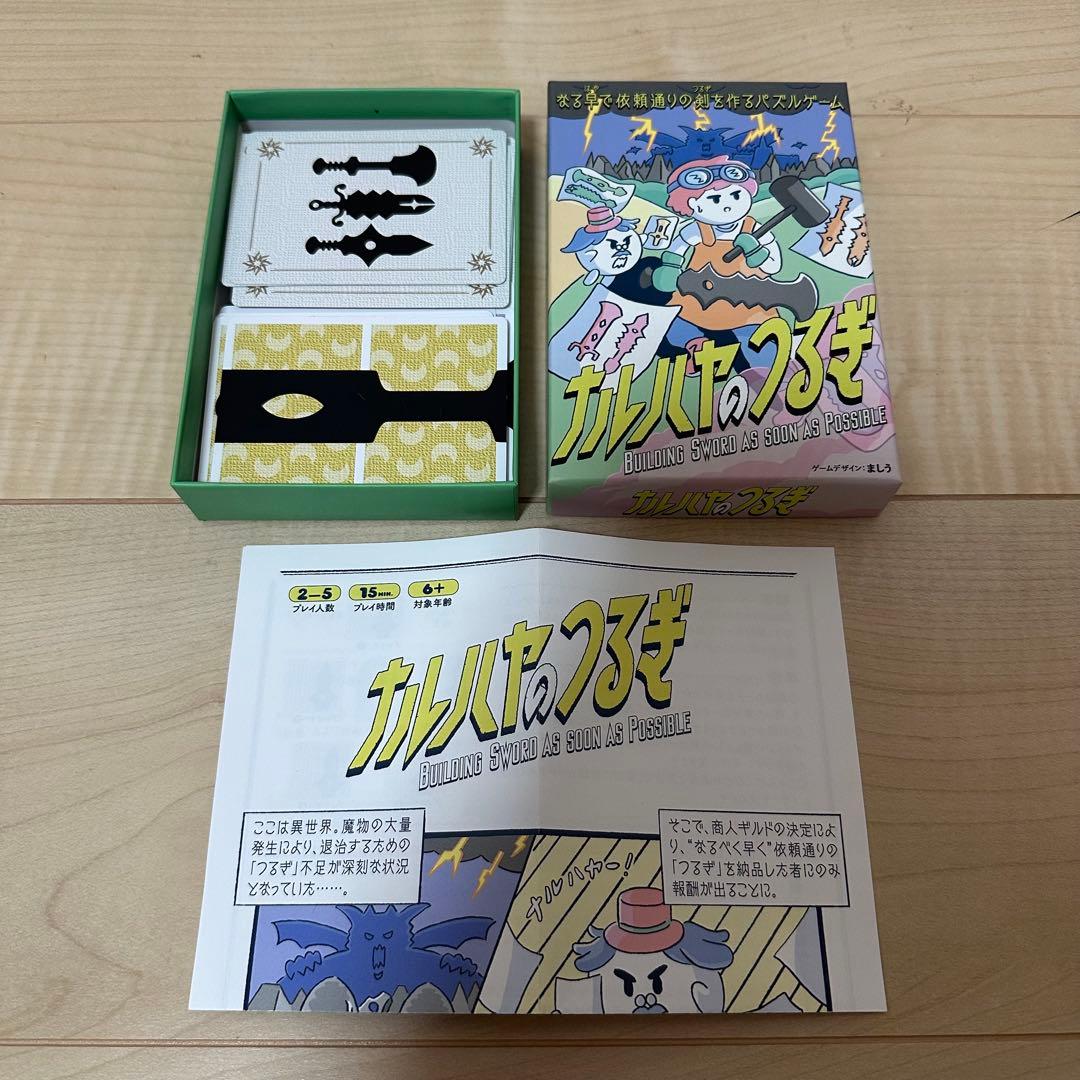 なる早で依頼通りの剣を作るパズルゲーム
はや
つるぎ
ナルハヤのつるぎ
BUILDING SWORD AS SOON AS POSSIBLE
ゲームデザイン:ましう
ナルハヤのつるぎ
2–5
プレイ人数
15MIN.
プレイ時間
6+
対象年齢
ナルハヤのつるぎ
BUILDING SWORD AS SOON AS POSSIBLE
ここは異世界。魔物の大量
発生により、退治するための
「つるぎ」不足が深刻な状況
となっていた……。
そこで、商人ギルドの決定によ
り、“なるべく早く”依頼通りの
「つるぎ」を納品した者にのみ
報酬が出ることに。
ナルハヤー!